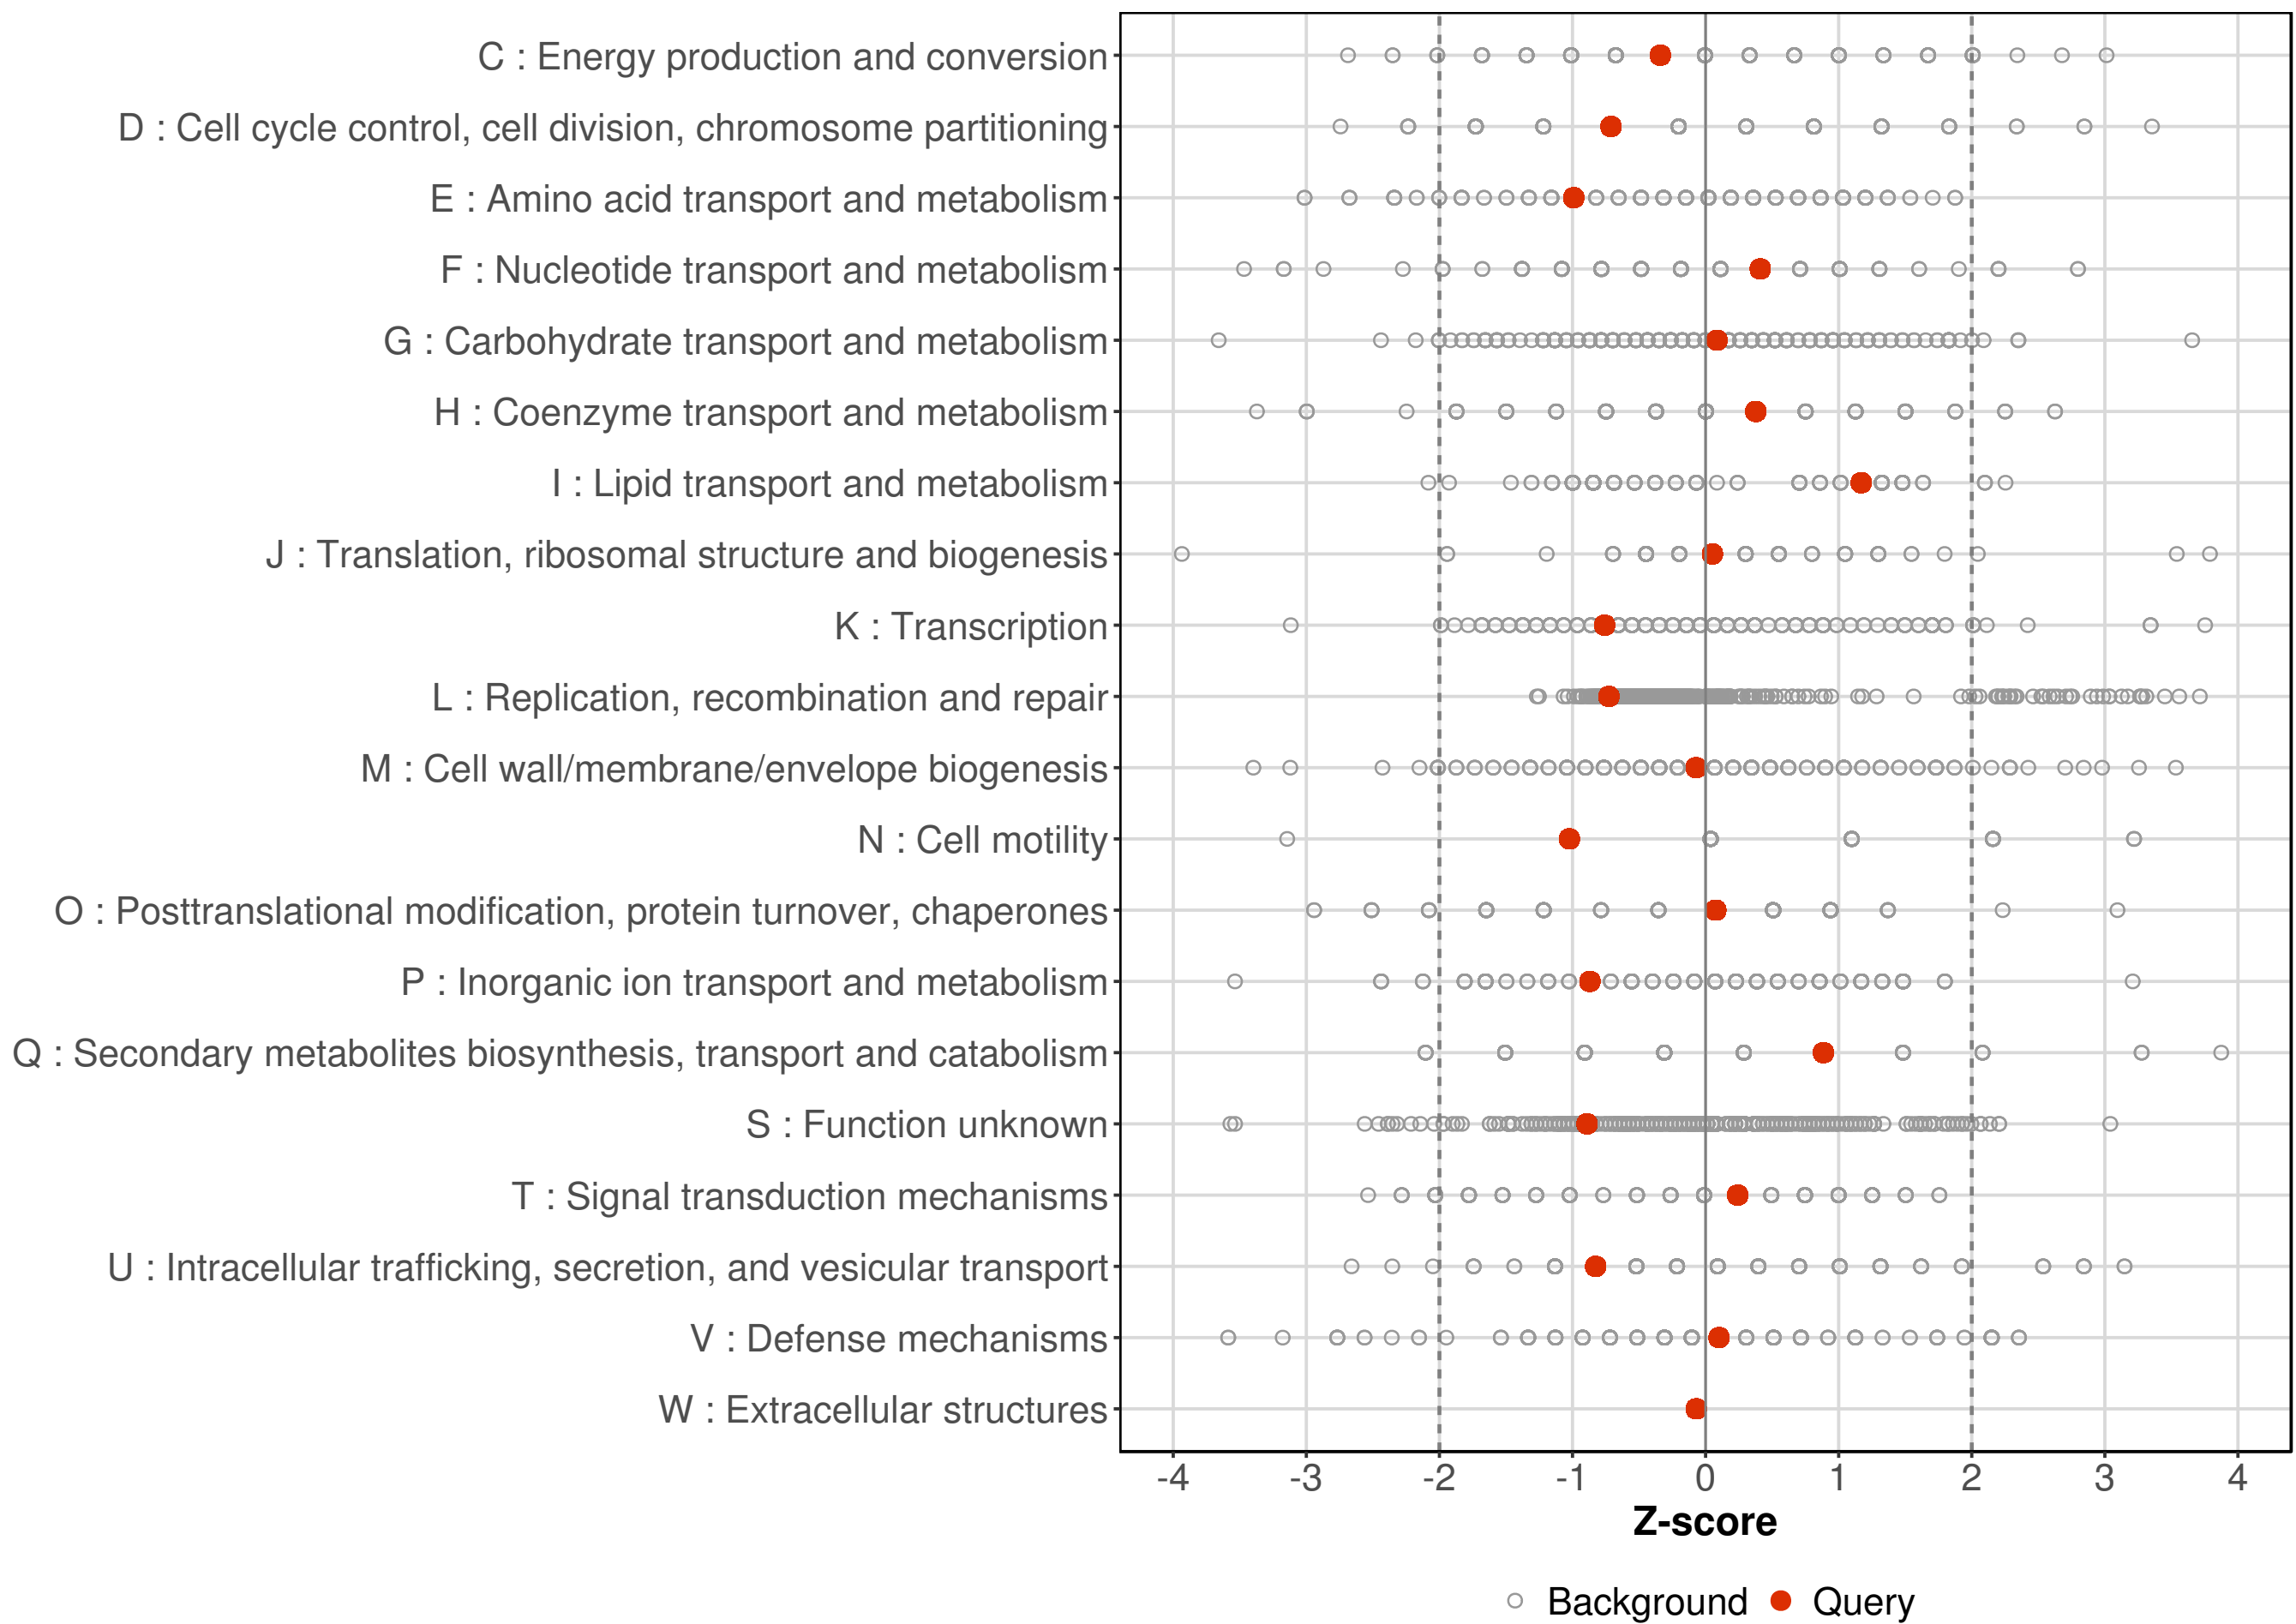 C : Energy production and conversion
D : Cell cycle control, cell division, chromosome partitioning
E : Amino acid transport and metabolism
F : Nucleotide transport and metabolism
G : Carbohydrate transport and metabolism
H : Coenzyme transport and metabolism
I : Lipid transport and metabolism
J : Translation, ribosomal structure and biogenesis
K : Transcription
L : Replication, recombination and repair
M : Cell wall/membrane/envelope biogenesis
N : Cell motility
O : Posttranslational modification, protein turnover, chaperones
P : Inorganic ion transport and metabolism
Q : Secondary metabolites biosynthesis, transport and catabolism
S : Function unknown
T : Signal transduction mechanisms
U : Intracellular trafficking, secretion, and vesicular transport
V : Defense mechanisms
W : Extracellular structures
-4 -3 -2 -1 0 1 2 3 4
Z-score
Background Query